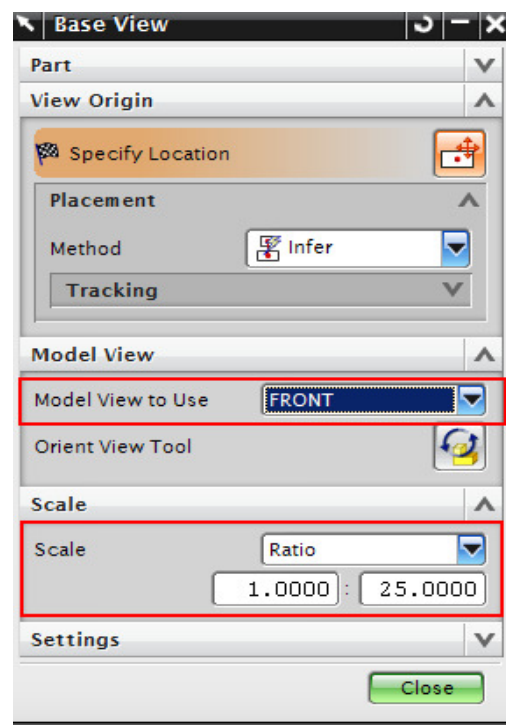 Base View
Part
View Origin
Specify Location
Placement
Method Infer
Tracking
Model View
Model View to Use FRONT
Orient View Tool
Scale
Scale Ratio
1.0000 : 25.0000
Settings
Close